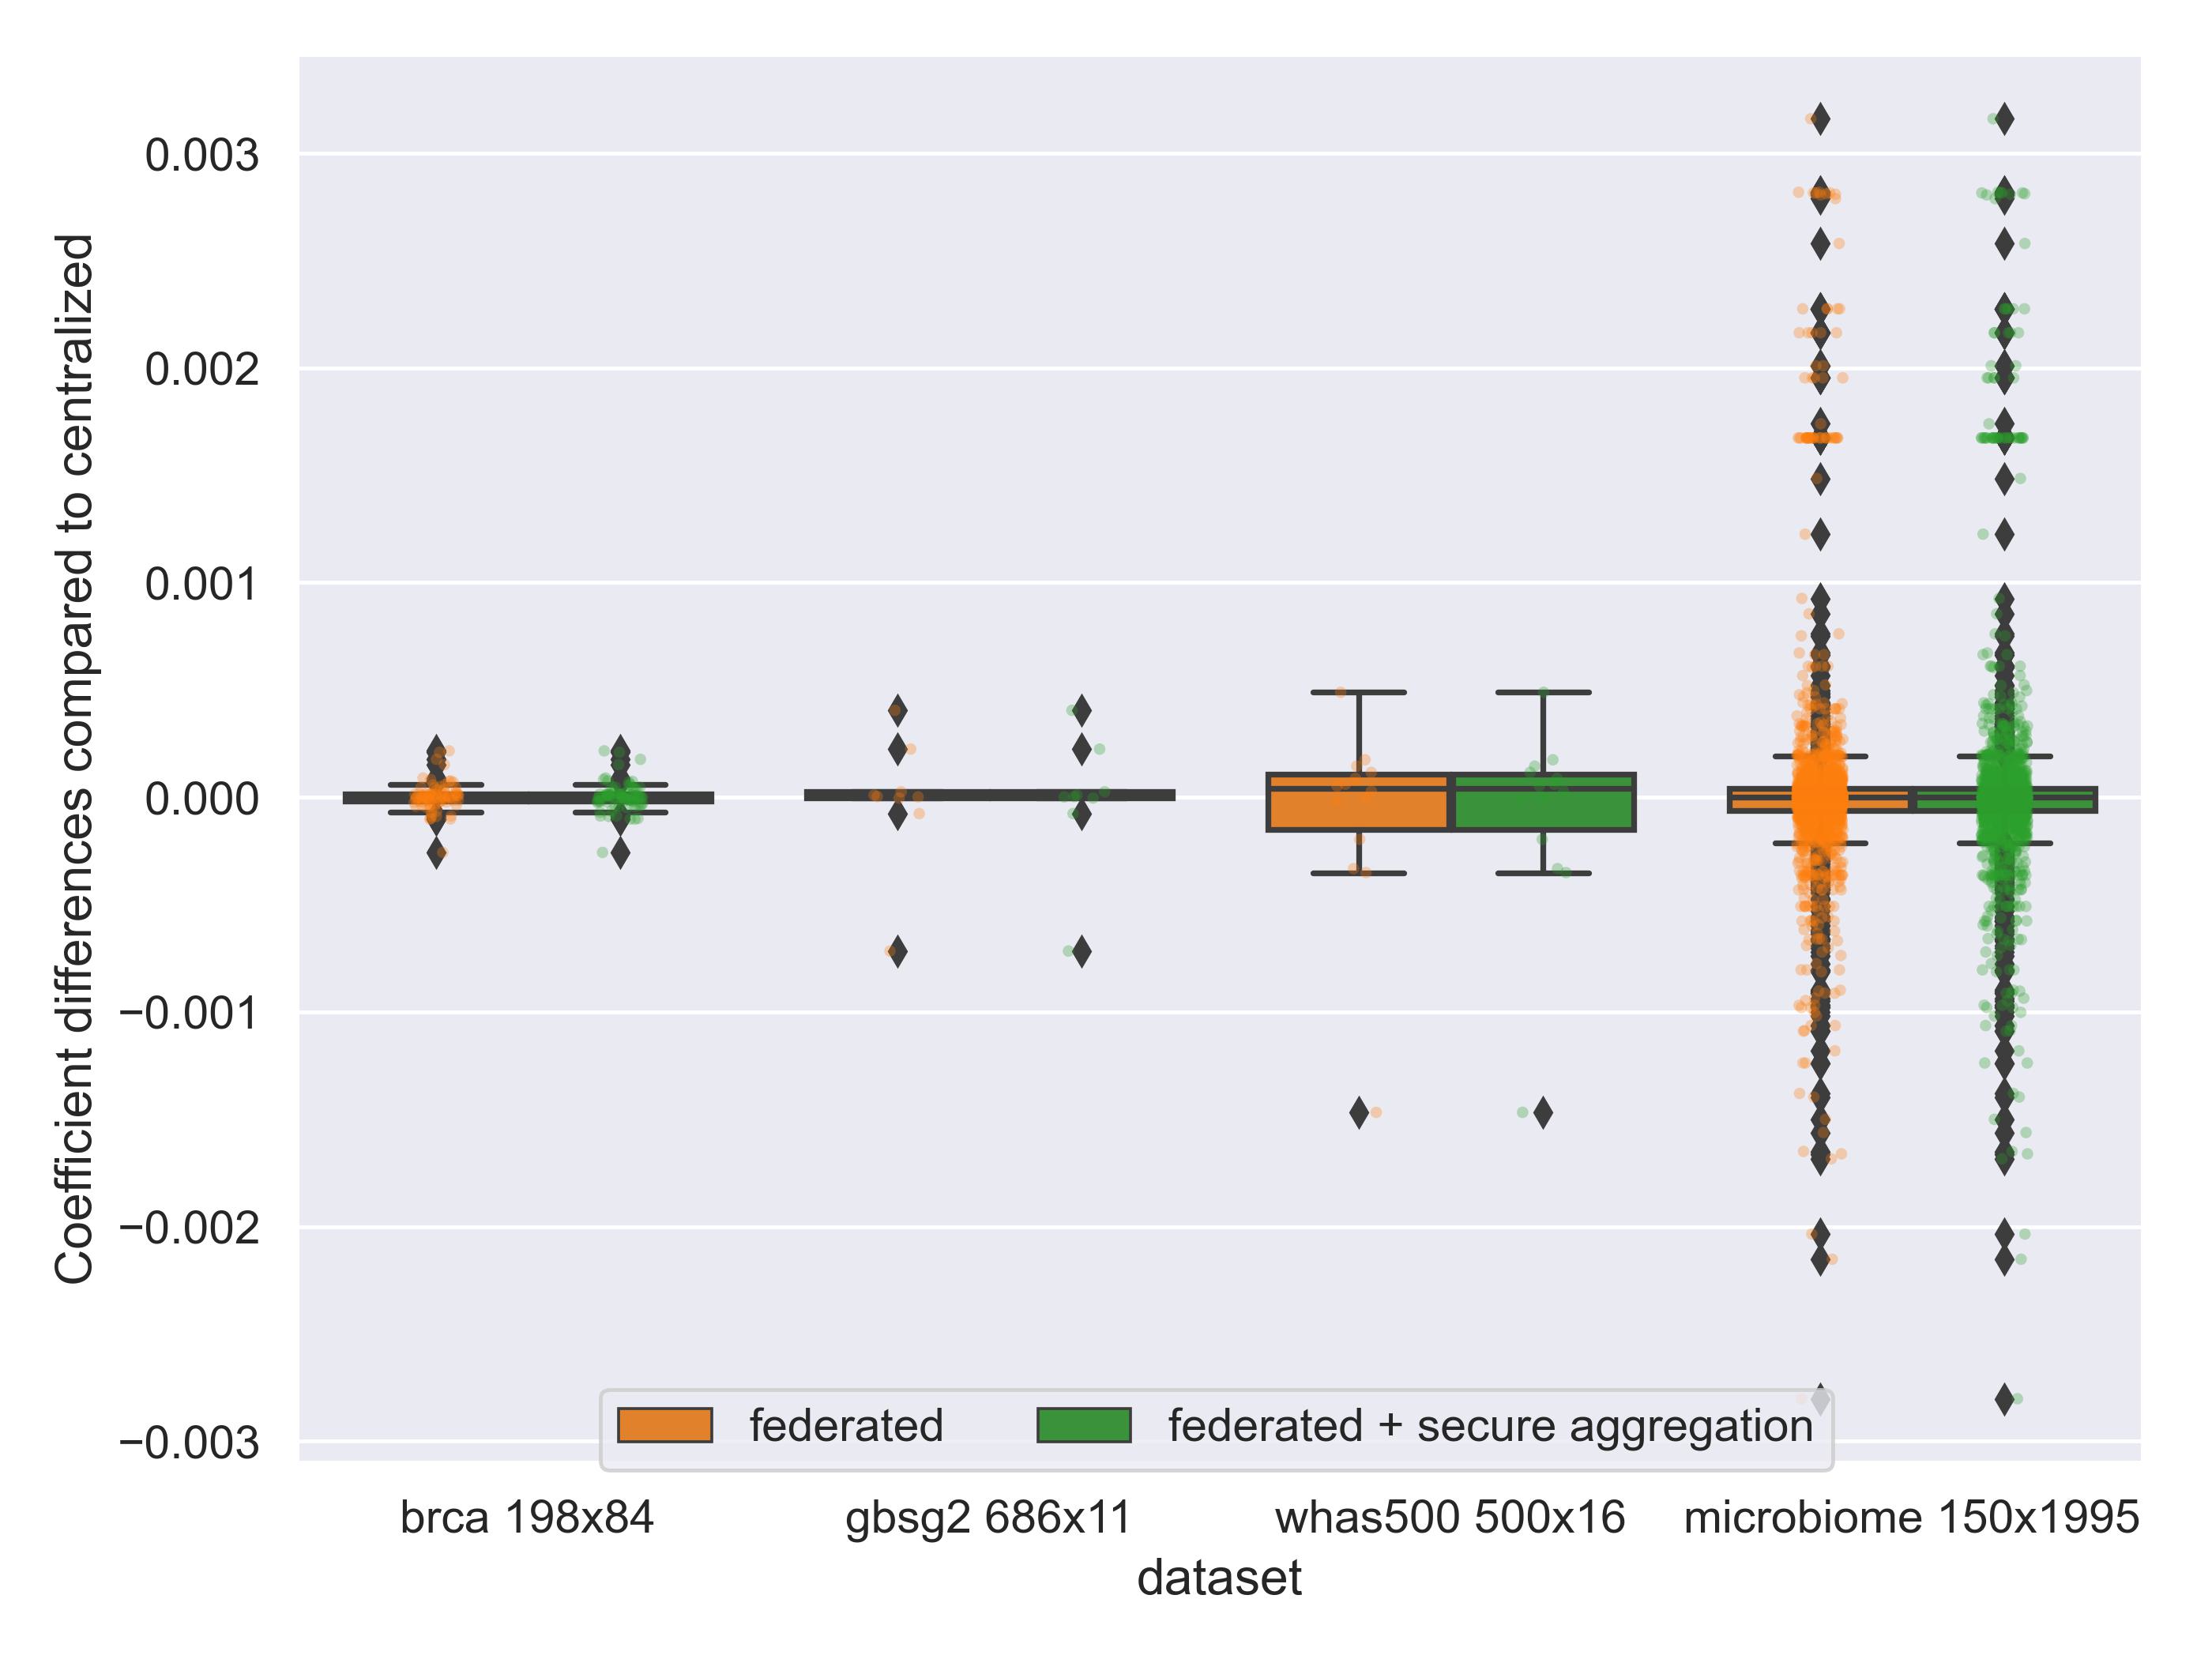 Coefficient differences compared to centralized
0.003
0.002
0.001
0.000
−0.001
−0.002
−0.003
federated
federated + secure aggregation
brca 198x84
gbsg2 686x11
whas500 500x16
microbiome 150x1995
dataset